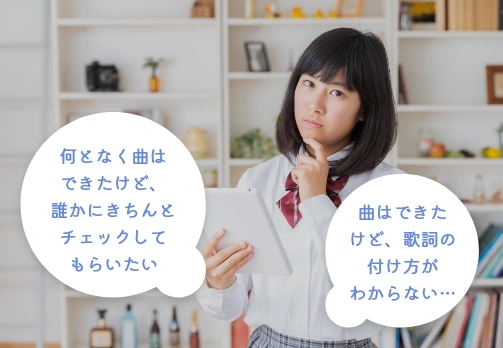 何となく曲は
できたけど、
誰かにきちんと
チェックして
もらいたい
曲はできた
けど、歌詞の
付け方が
わからない…